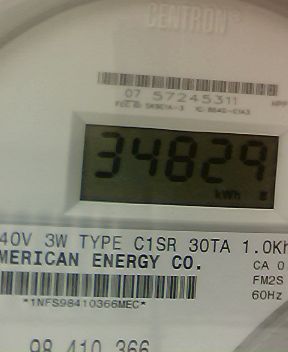 CENTRON®
07 57245311
34829
kWh
40V 3W TYPE C1SR 30TA 1.0Kh
MERICAN ENERGY CO.
CA 0
FM2S
60Hz
*1NFS98410366MEC*
98 410 366